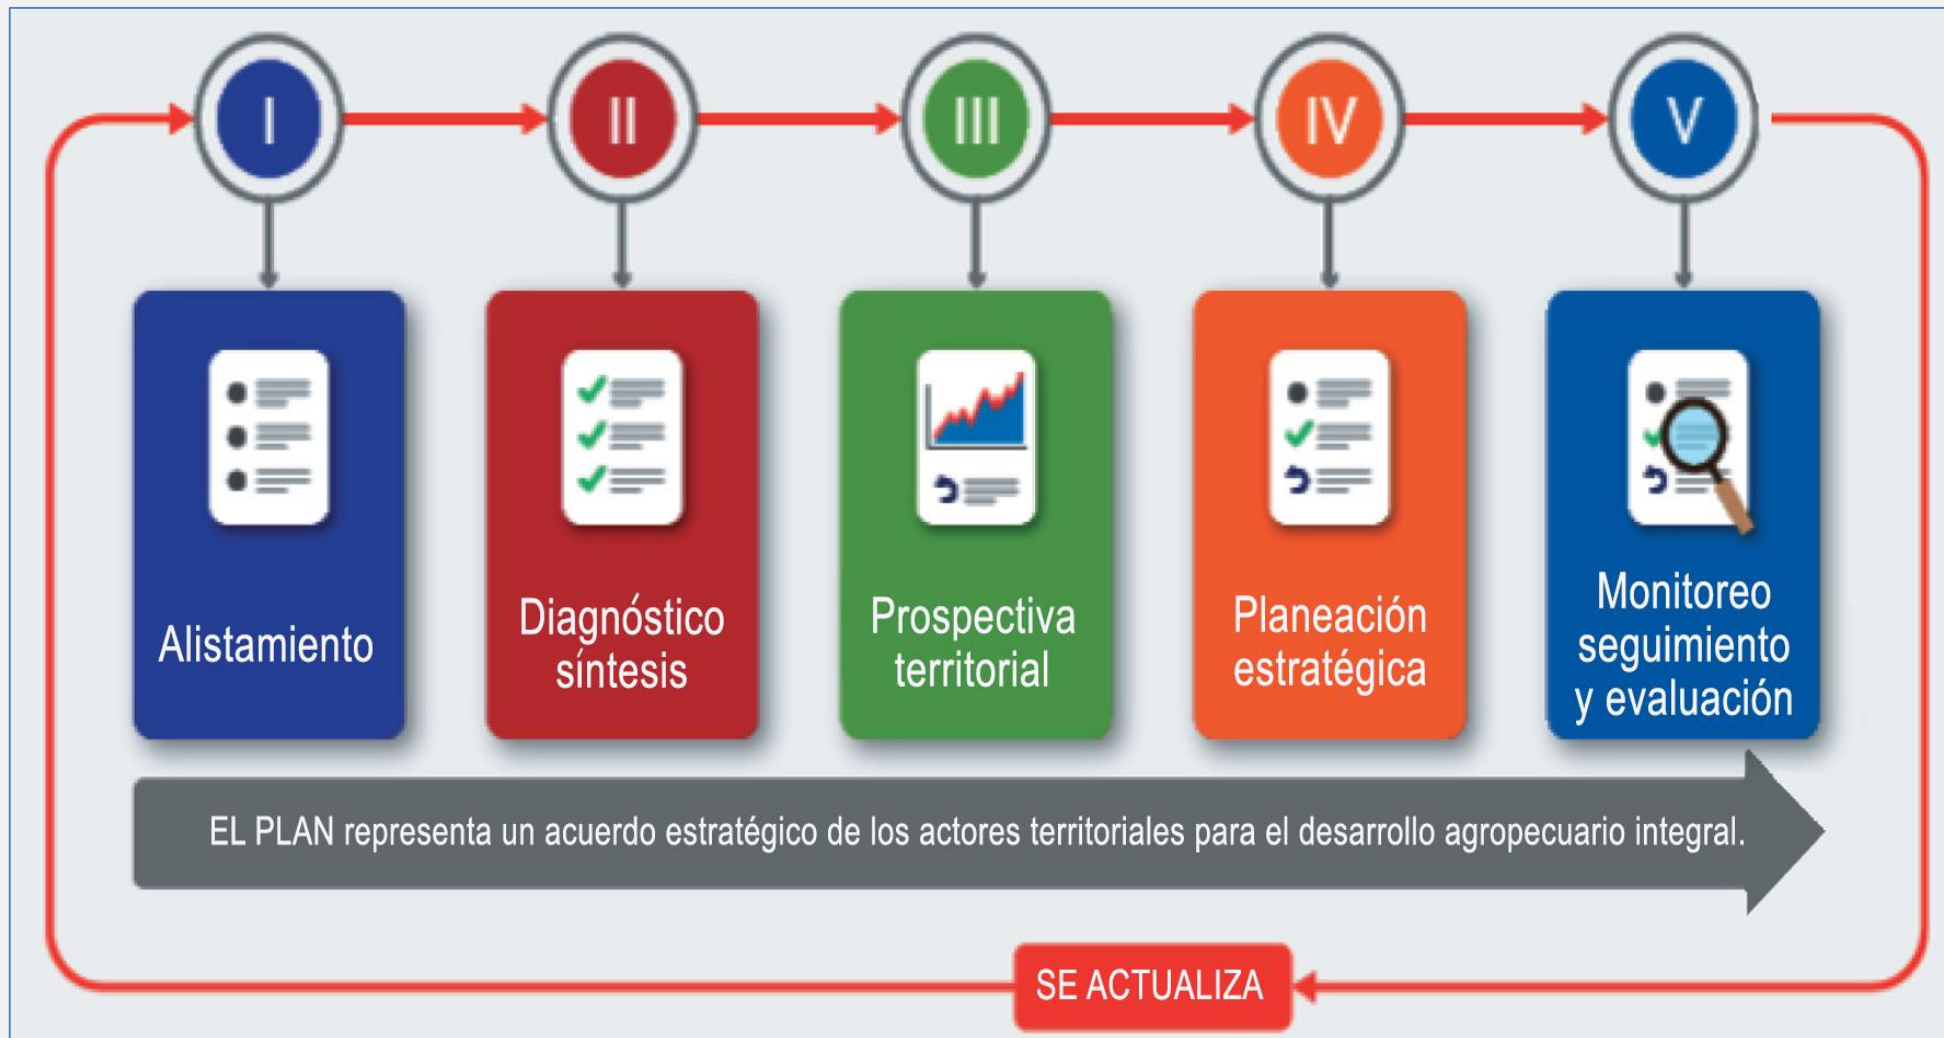 I
II
III
IV
V
Alistamiento
Diagnóstico
síntesis
Prospectiva
territorial
Planeación
estratégica
Monitoreo
seguimiento
y evaluación
EL PLAN representa un acuerdo estratégico de los actores territoriales para el desarrollo agropecuario integral.
SE ACTUALIZA